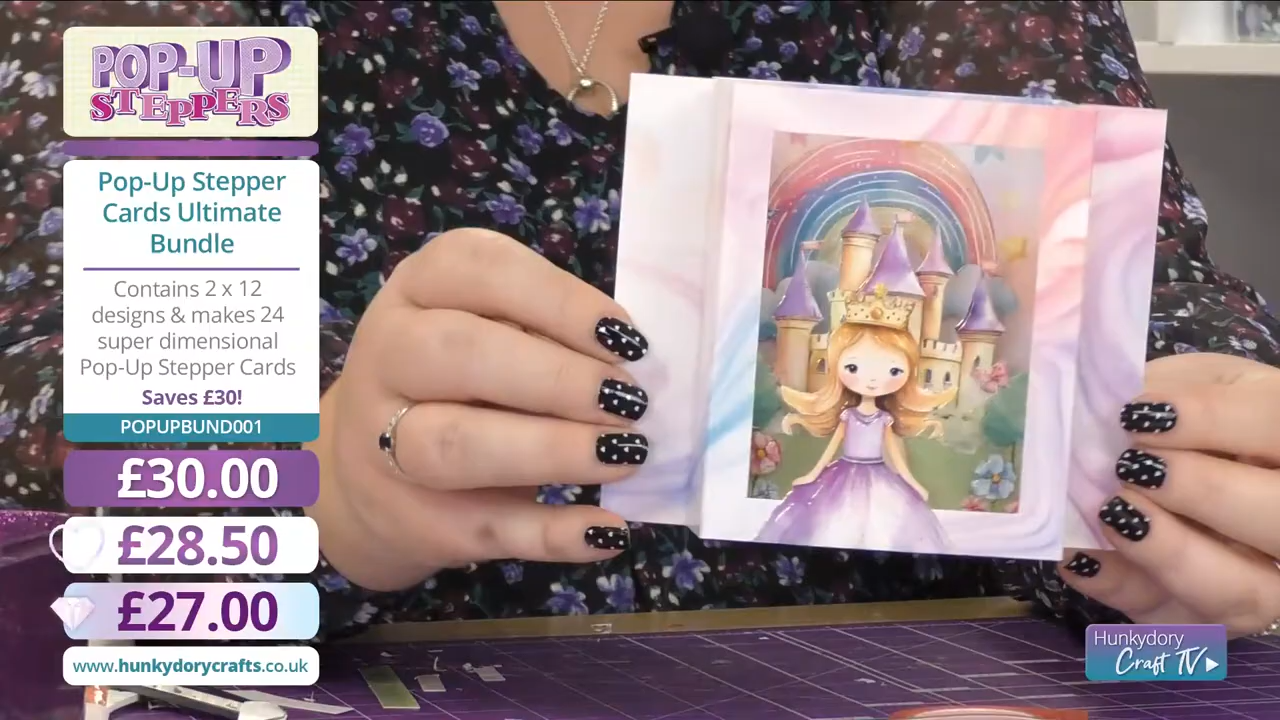 POP-UP
STEPPERS
Pop-Up Stepper
Cards Ultimate
Bundle
Contains 2 x 12
designs & makes 24
super dimensional
Pop-Up Stepper Cards
Saves £30!
POPUPBUND001
£30.00
£28.50
£27.00
www.hunkydorycrafts.co.uk
Hunkydory
Craft TV